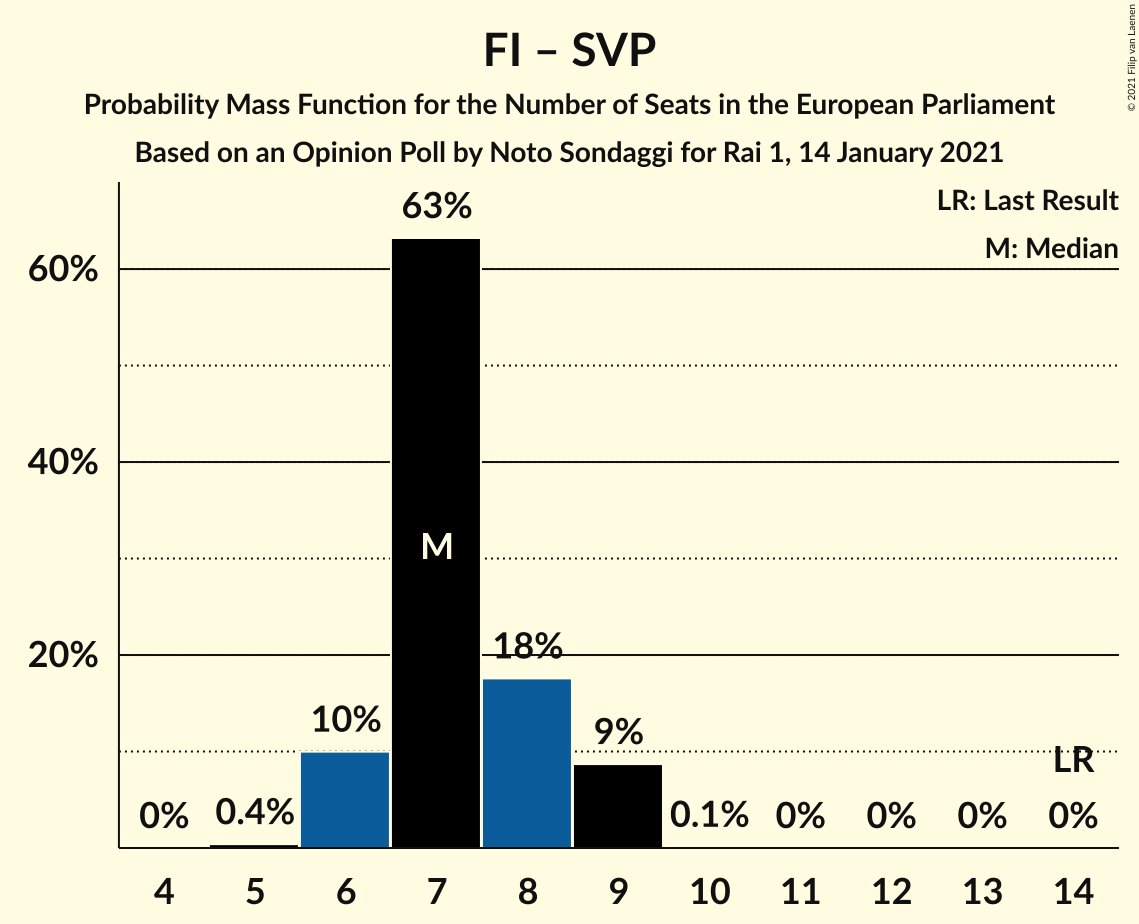 FI – SVP
Probability Mass Function for the Number of Seats in the European Parliament
Based on an Opinion Poll by Noto Sondaggi for Rai 1, 14 January 2021
© 2021 Filip van Laenen
LR: Last Result
M: Median
60%
40%
20%
0%
0.4%
10%
63%
M
18%
9%
0.1%
0%
0%
0%
LR
0%
4 5 6 7 8 9 10 11 12 13 14